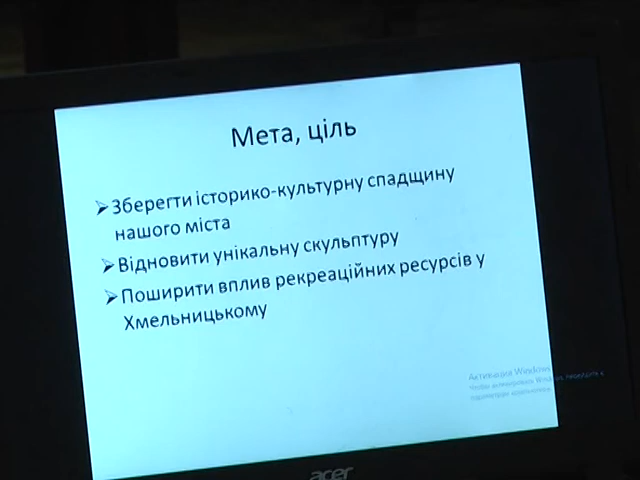 Мета, ціль
➢Зберегти історико-культурну спадщину
нашого міста
➢Відновити унікальну скульптуру
➢Поширити вплив рекреаційних ресурсів у
Хмельницькому
Активация Windows
acer